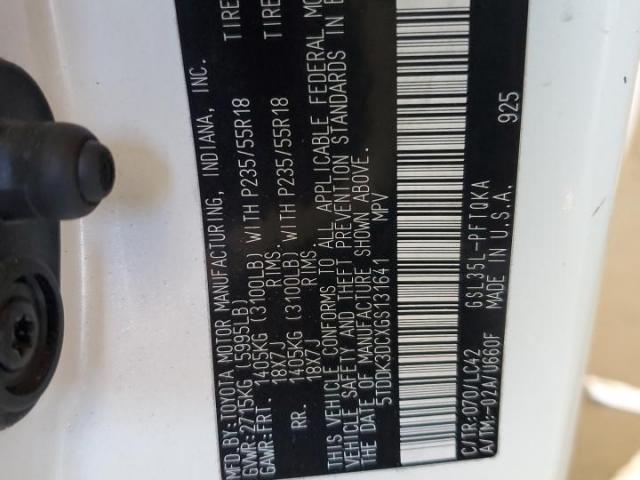 MFD.BY:TOYOTA MOTOR MANUFACTURING, INDIANA, INC.
GVWR:2715KG(5995LB)
GAWR:FRT. 1405KG(3100LB) WITH P235/55R18 TIRE
18X7J RIMS
RR. 1405KG(3100LB) WITH P235/55R18 TIRE
18X7J RIMS
THIS VEHICLE CONFORMS TO ALL APPLICABLE FEDERAL MO
VEHICLE SAFETY AND THEFT PREVENTION STANDARDS IN E
THE DATE OF MANUFACTURE SHOWN ABOVE.
5TDDK3DCXGS131641 MPV
C/TR:070/LC42 GSL35L-PFTQKA
A/TM:-02A/U660F MADE IN U.S.A. 925